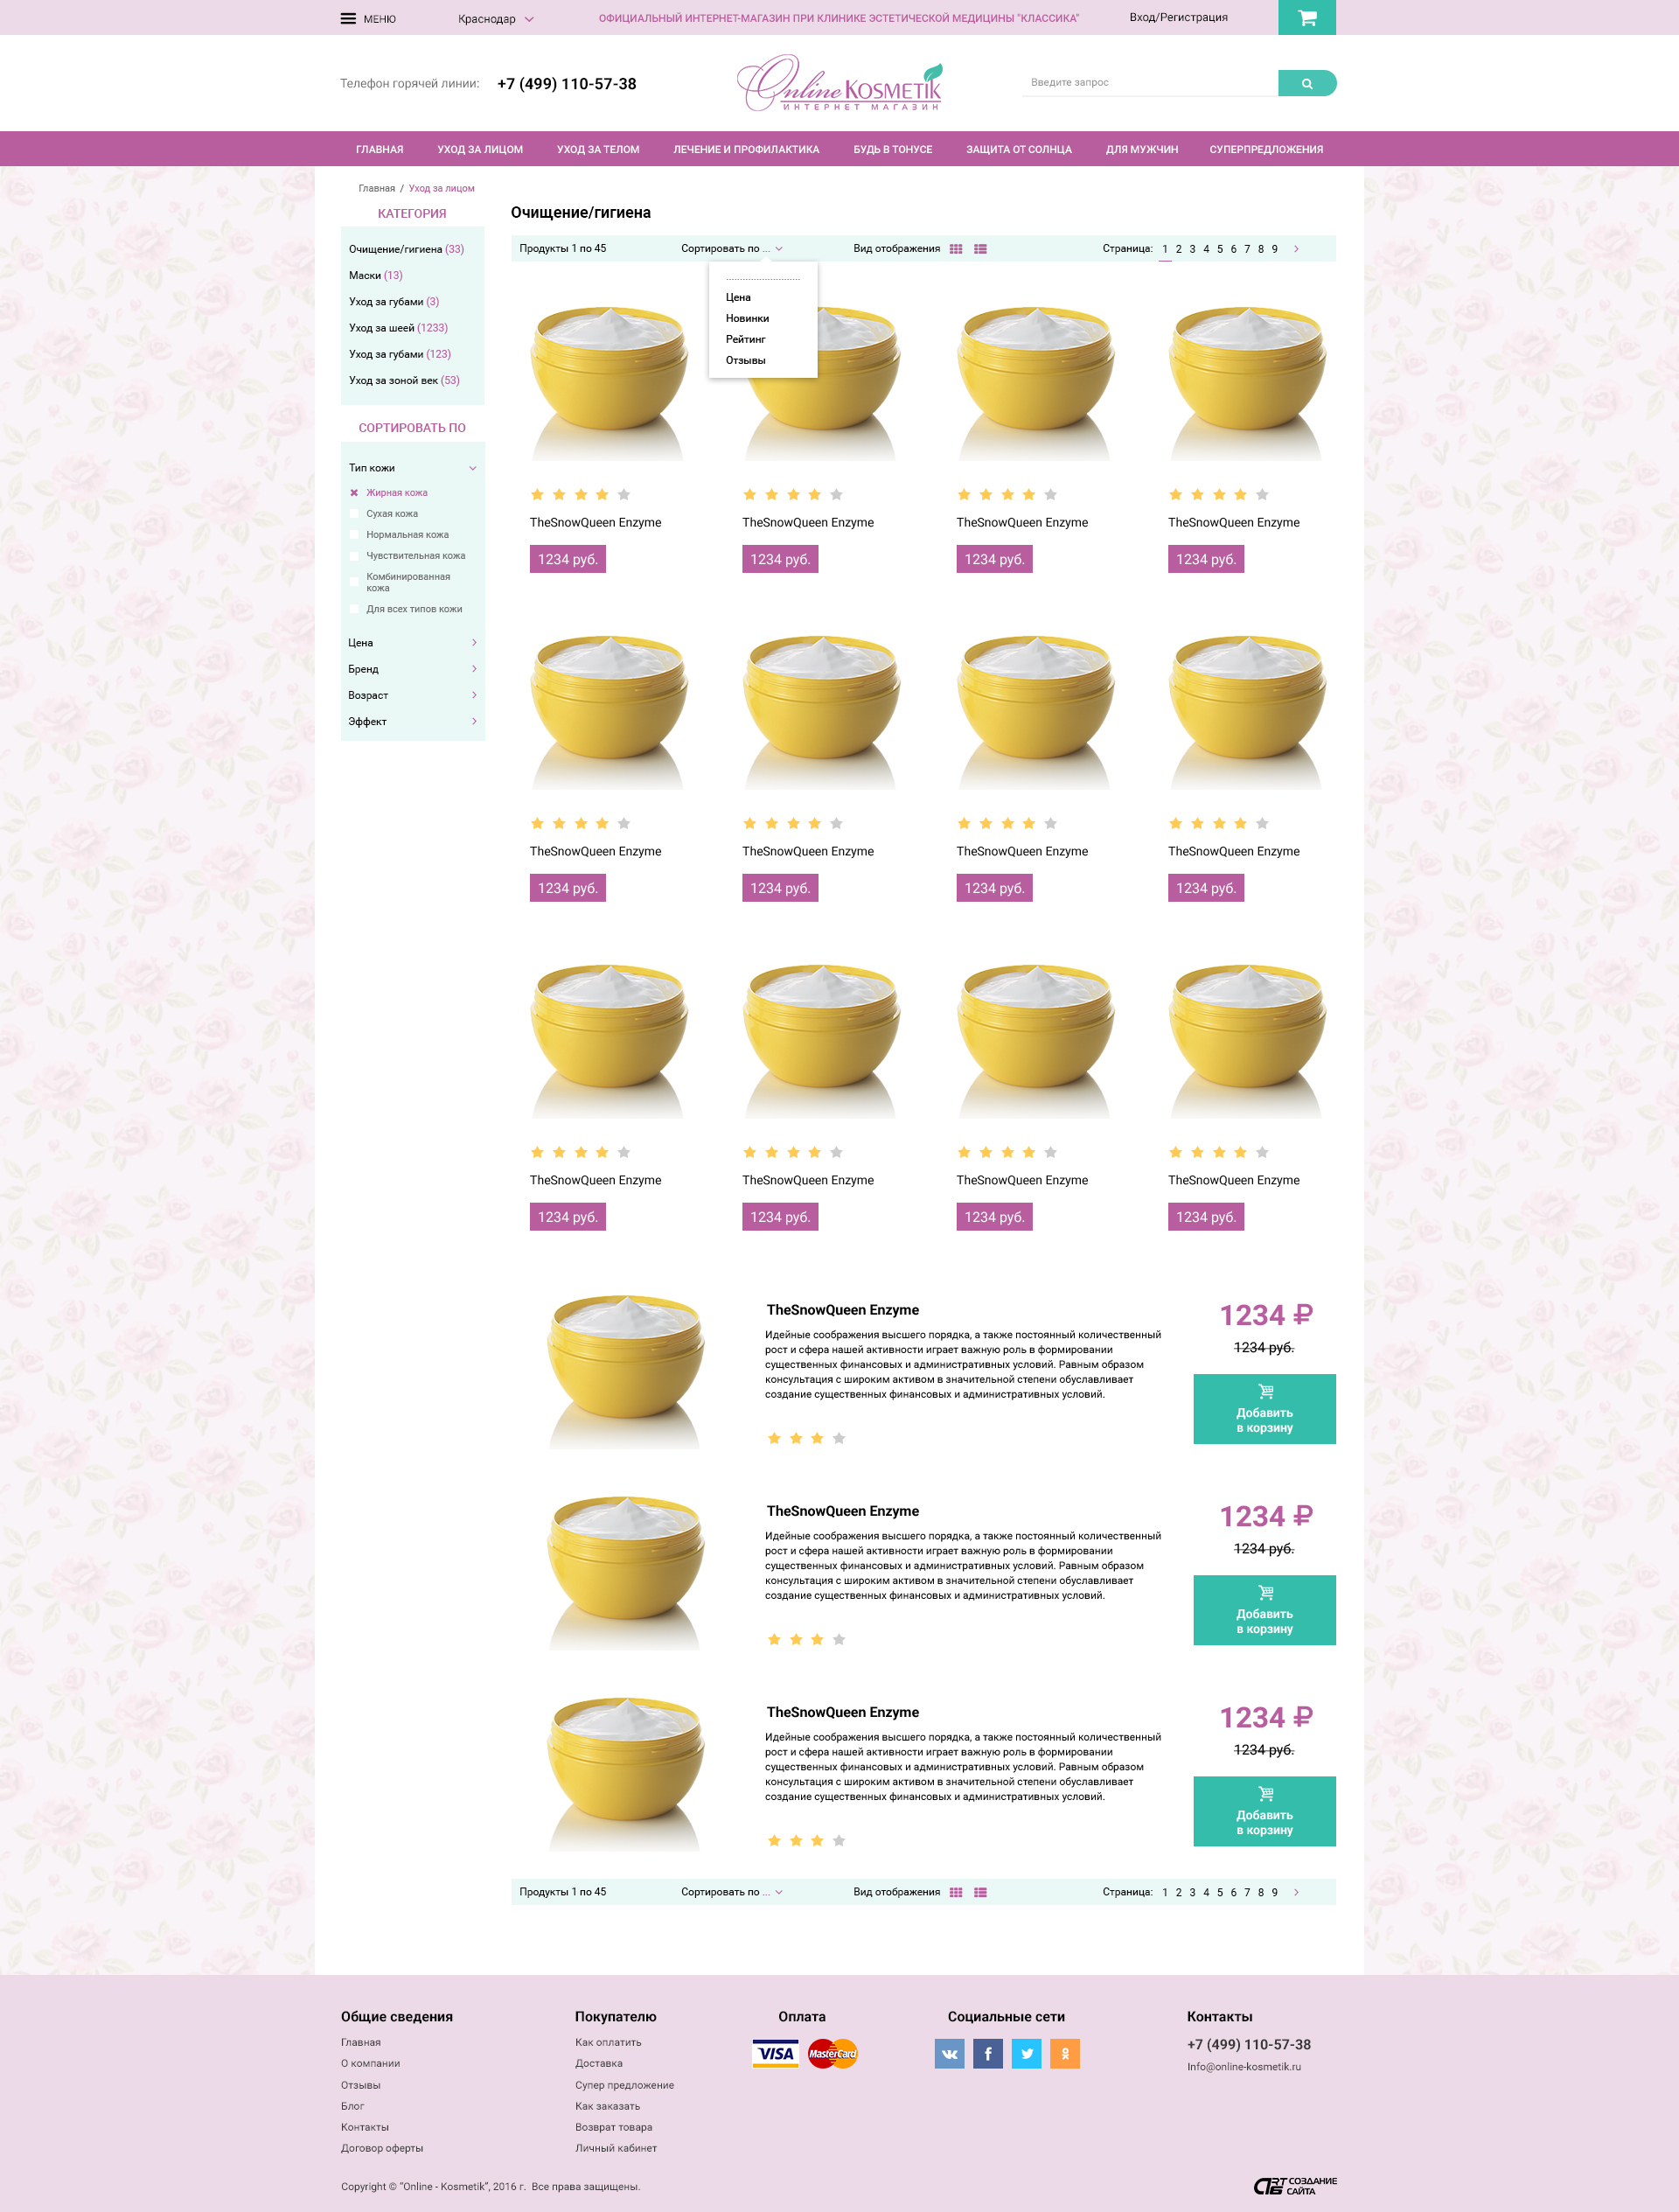 МЕНЮ
Краснодар
ОФИЦИАЛЬНЫЙ ИНТЕРНЕТ-МАГАЗИН ПРИ КЛИНИКЕ ЭСТЕТИЧЕСКОЙ МЕДИЦИНЫ "КЛАССИКА"
Вход/Регистрация
Телефон горячей линии: +7 (499) 110-57-38
Online KOSMETIK
ИНТЕРНЕТ МАГАЗИН
Введите запрос
ГЛАВНАЯ УХОД ЗА ЛИЦОМ УХОД ЗА ТЕЛОМ ЛЕЧЕНИЕ И ПРОФИЛАКТИКА БУДЬ В ТОНУСЕ ЗАЩИТА ОТ СОЛНЦА ДЛЯ МУЖЧИН СУПЕРПРЕДЛОЖЕНИЯ
Главная / Уход за лицом
КАТЕГОРИЯ
Очищение/гигиена (33)
Маски (13)
Уход за губами (3)
Уход за шеей (1233)
Уход за губами (123)
Уход за зоной век (53)
СОРТИРОВАТЬ ПО
Тип кожи
Жирная кожа
Сухая кожа
Нормальная кожа
Чувствительная кожа
Комбинированная
кожа
Для всех типов кожи
Цена
Бренд
Возраст
Эффект
Очищение/гигиена
Продукты 1 по 45 Сортировать по ... Вид отображения Страница: 1 2 3 4 5 6 7 8 9
Цена
Новинки
Рейтинг
Отзывы
TheSnowQueen Enzyme TheSnowQueen Enzyme TheSnowQueen Enzyme TheSnowQueen Enzyme
1234 руб. 1234 руб. 1234 руб. 1234 руб.
TheSnowQueen Enzyme TheSnowQueen Enzyme TheSnowQueen Enzyme TheSnowQueen Enzyme
1234 руб. 1234 руб. 1234 руб. 1234 руб.
TheSnowQueen Enzyme TheSnowQueen Enzyme TheSnowQueen Enzyme TheSnowQueen Enzyme
1234 руб. 1234 руб. 1234 руб. 1234 руб.
TheSnowQueen Enzyme
Идейные соображения высшего порядка, а также постоянный количественный
рост и сфера нашей активности играет важную роль в формировании
существенных финансовых и административных условий. Равным образом
консультация с широким активом в значительной степени обуславливает
создание существенных финансовых и административных условий.
1234 ₽
1234 руб.
Добавить
в корзину
TheSnowQueen Enzyme
Идейные соображения высшего порядка, а также постоянный количественный
рост и сфера нашей активности играет важную роль в формировании
существенных финансовых и административных условий. Равным образом
консультация с широким активом в значительной степени обуславливает
создание существенных финансовых и административных условий.
1234 ₽
1234 руб.
Добавить
в корзину
TheSnowQueen Enzyme
Идейные соображения высшего порядка, а также постоянный количественный
рост и сфера нашей активности играет важную роль в формировании
существенных финансовых и административных условий. Равным образом
консультация с широким активом в значительной степени обуславливает
создание существенных финансовых и административных условий.
1234 ₽
1234 руб.
Добавить
в корзину
Продукты 1 по 45 Сортировать по ... Вид отображения Страница: 1 2 3 4 5 6 7 8 9
Общие сведения
Главная
О компании
Отзывы
Блог
Контакты
Договор оферты
Покупателю
Как оплатить
Доставка
Супер предложение
Как заказать
Возврат товара
Личный кабинет
Оплата
VISA MasterCard
Социальные сети
Контакты
+7 (499) 110-57-38
Info@online-kosmetik.ru
Copyright © “Online - Kosmetik”, 2016 г. Все права защищены.
СОЗДАНИЕ
САЙТА